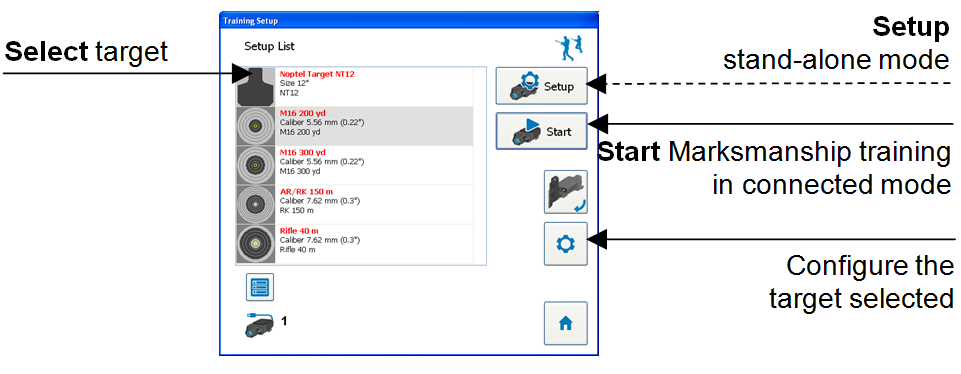 Training Setup
Setup List
Select target
Noptel Target NT12
Size 12"
NT12
M16 200 yd
Caliber 5.56 mm (0.22")
M16 200 yd
M16 300 yd
Caliber 5.56 mm (0.22")
M16 300 yd
AR/RK 150 m
Caliber 7.62 mm (0.3")
RK 150 m
Rifle 40 m
Caliber 7.62 mm (0.3")
Rifle 40 m
1
Setup
Start
Setup
stand-alone mode
Start Marksmanship training
in connected mode
Configure the
target selected